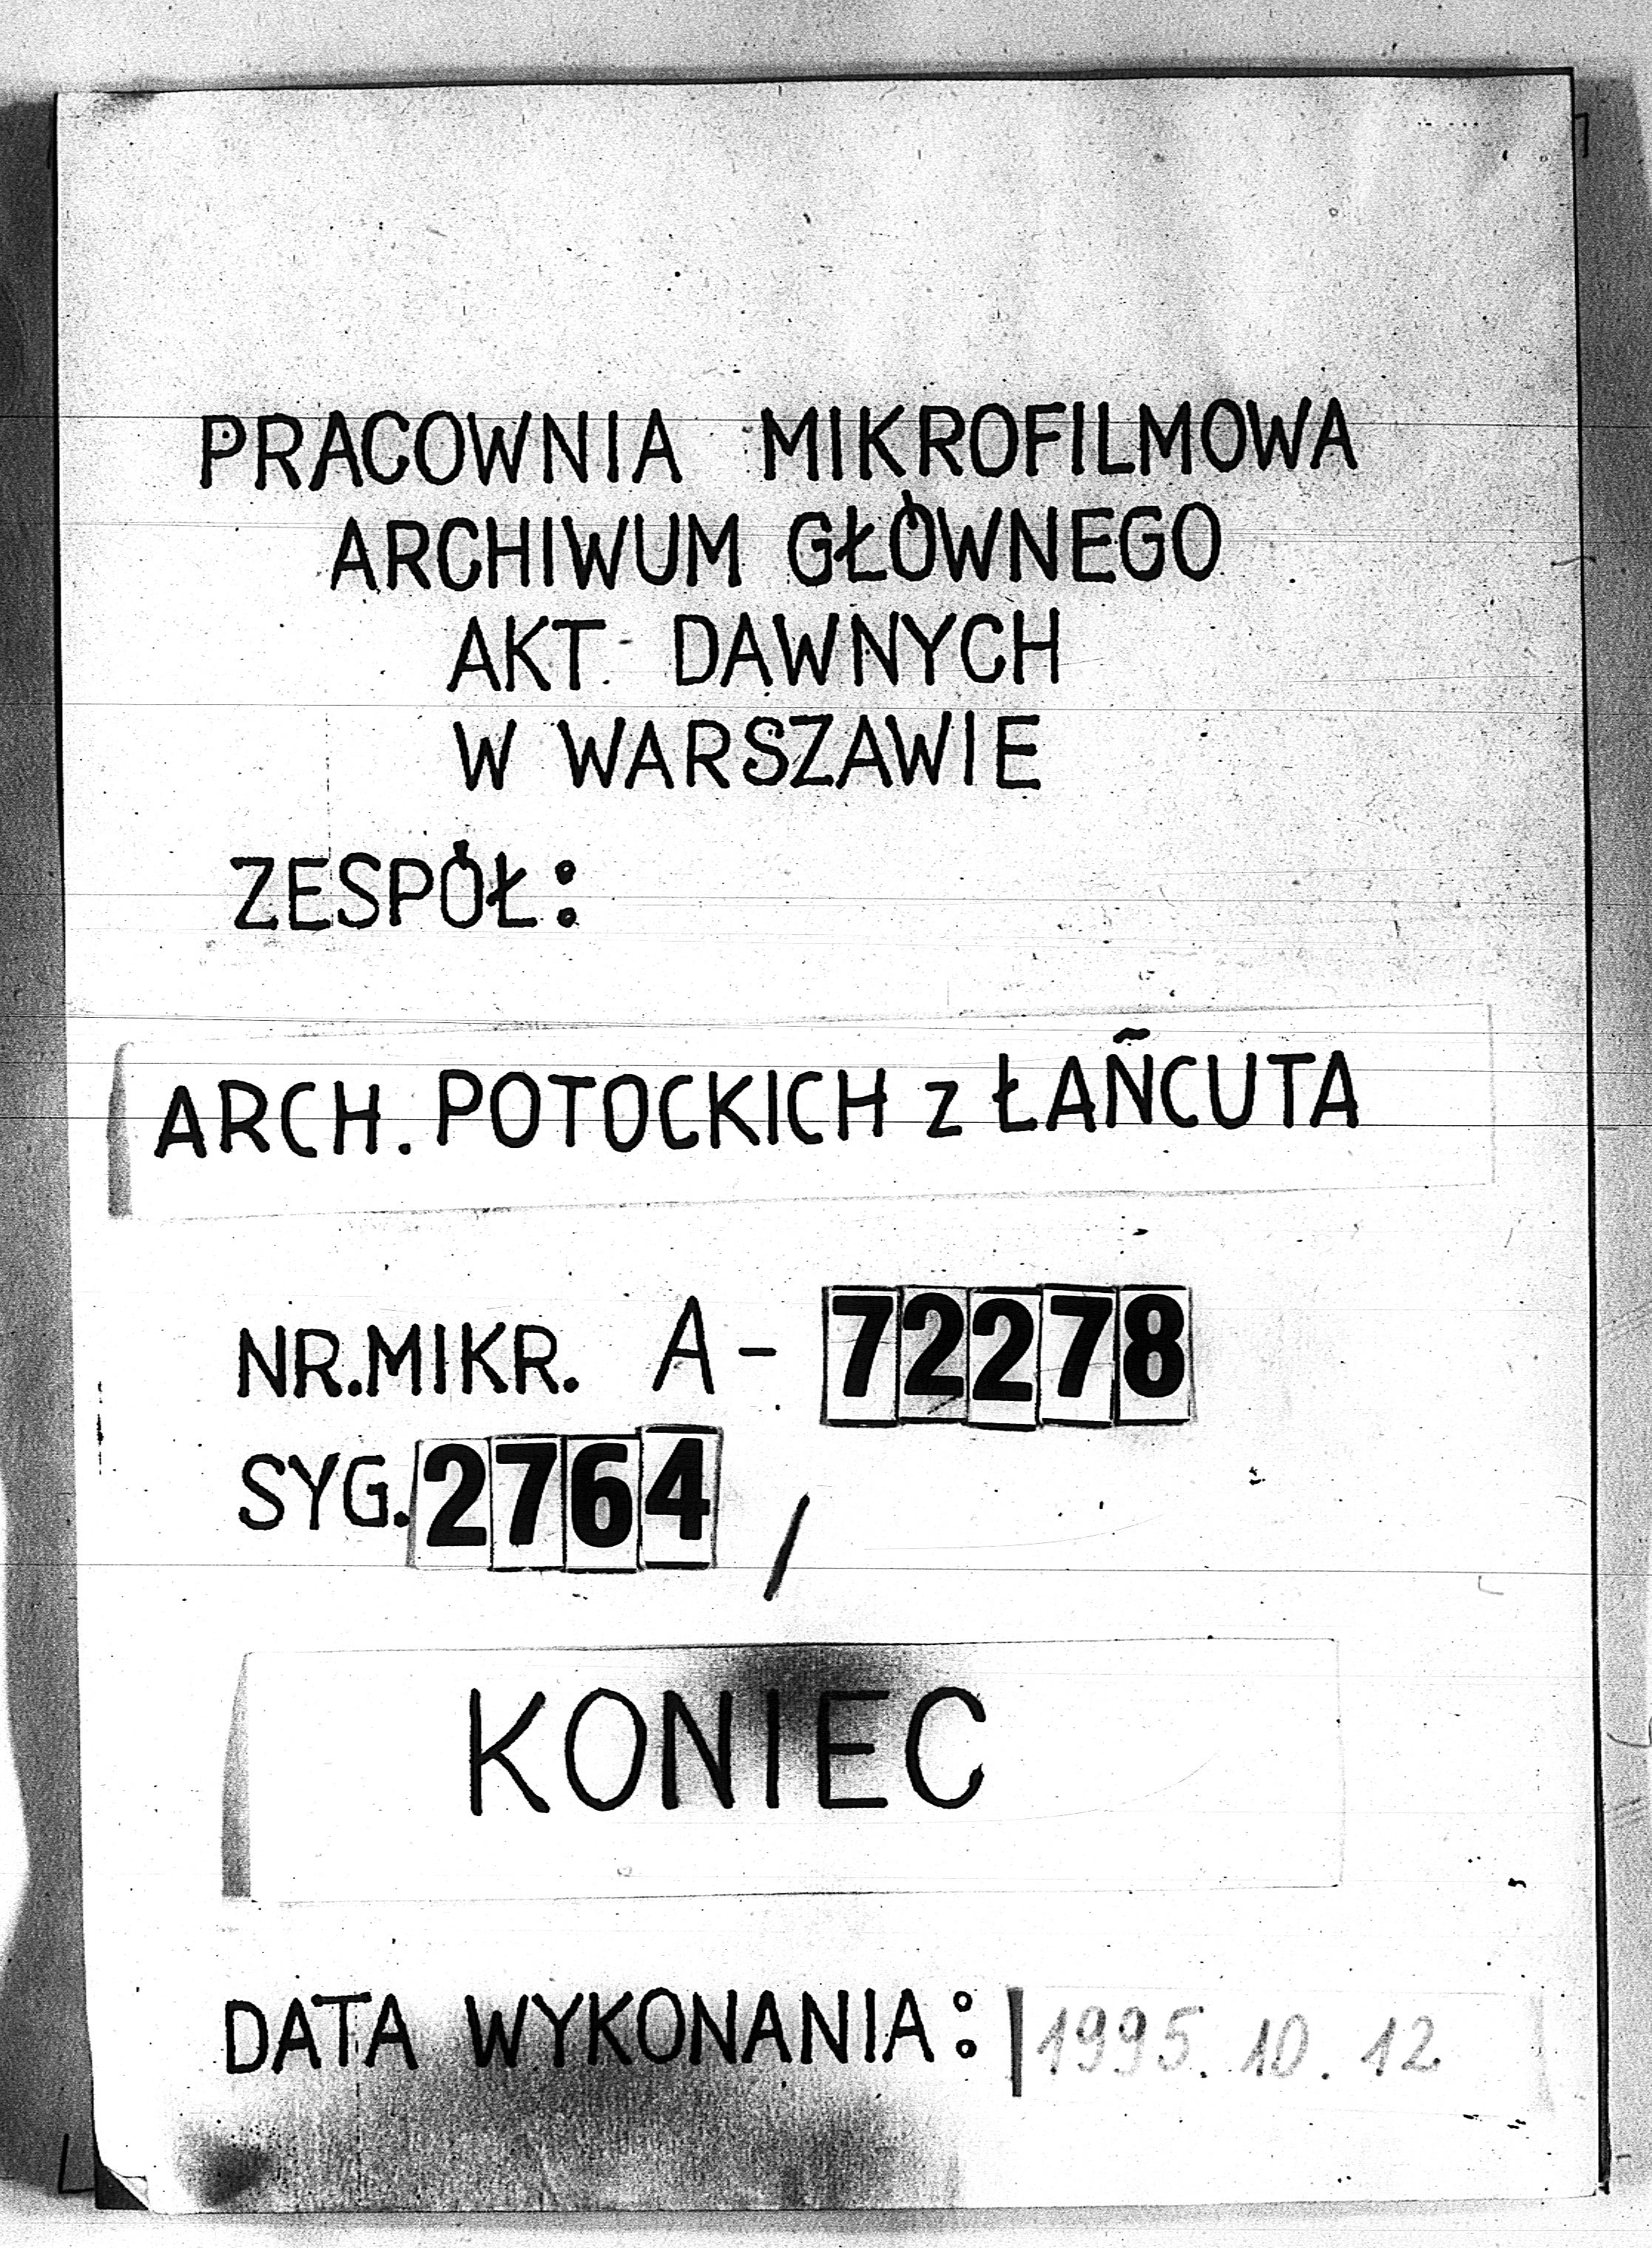 PRACOWNIA MIKROFILMOWA
ARCHIWUM GŁÓWNEGO
AKT DAWNYCH
W WARSZAWIE
ZESPÓŁ:
ARCH. POTOCKICH z ŁAŃCUTA
NR.MIKR. A-72278
SYG. 2764 /
KONIEC
DATA WYKONANIA: 1995. 10. 12